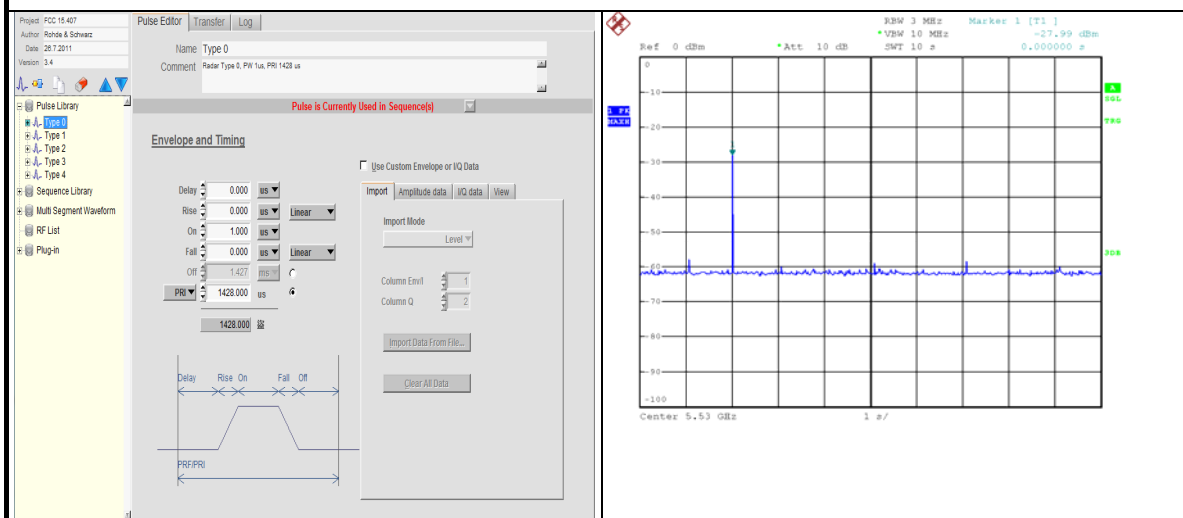 Project FCC 15.407
Author Rohde & Schwarz
Date 26.7.2011
Version 3.4
Pulse Library
Type 0
Type 1
Type 2
Type 3
Type 4
Sequence Library
Multi Segment Waveform
RF List
Plug-in
Pulse Editor Transfer Log
Name Type 0
Comment Radar Type 0, PW 1us, PRI 1428 us
Pulse is Currently Used in Sequence(s)
Envelope and Timing
Use Custom Envelope or I/Q Data
Delay 0.000 us
Rise 0.000 us Linear
On 1.000 us
Fall 0.000 us Linear
Off 1.427 ms
PRI 1428.000 us
1428.000
Import Amplitude data I/Q data View
Import Mode
Level
Column Env/I 1
Column Q 2
Import Data From File...
Clear All Data
Delay Rise On Fall Off
PRF/PRI
RBW 3 MHz Marker 1 [T1 ]
*VBW 10 MHz -27.99 dBm
Ref 0 dBm *Att 10 dB SWT 10 s 0.000000 s
0
-10
-20
-30
-40
-50
-60
-70
-80
-90
-100
1 PK
MAXH
A
SGL
TRG
Center 5.53 GHz 1 s/